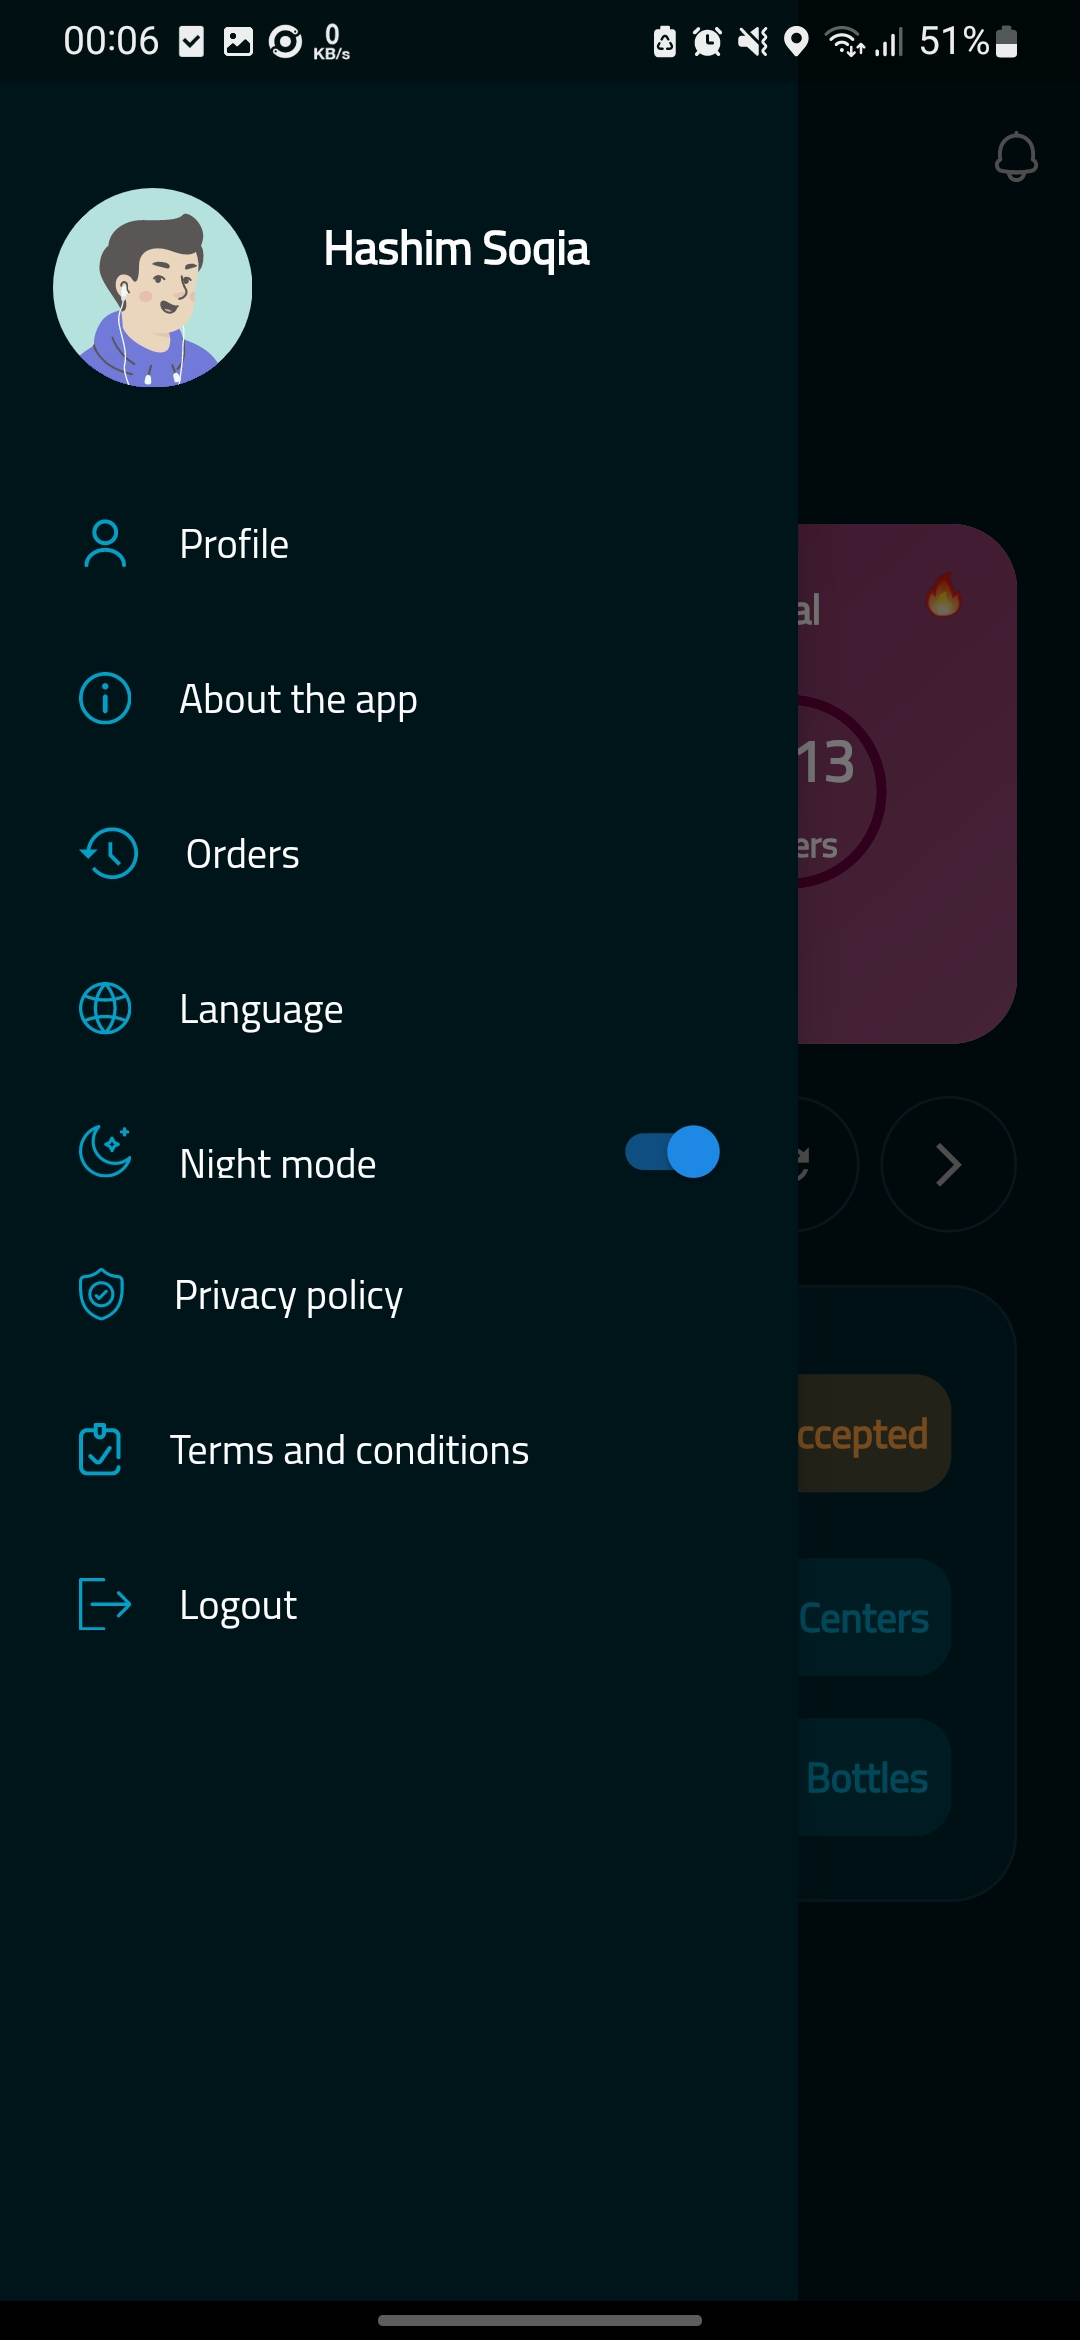 00:06 0 KB/s 51%
Hashim Soqia
Profile
al
About the app
13
Orders
ers
Language
Night mode
Privacy policy
ccepted
Terms and conditions
Logout
Centers
Bottles